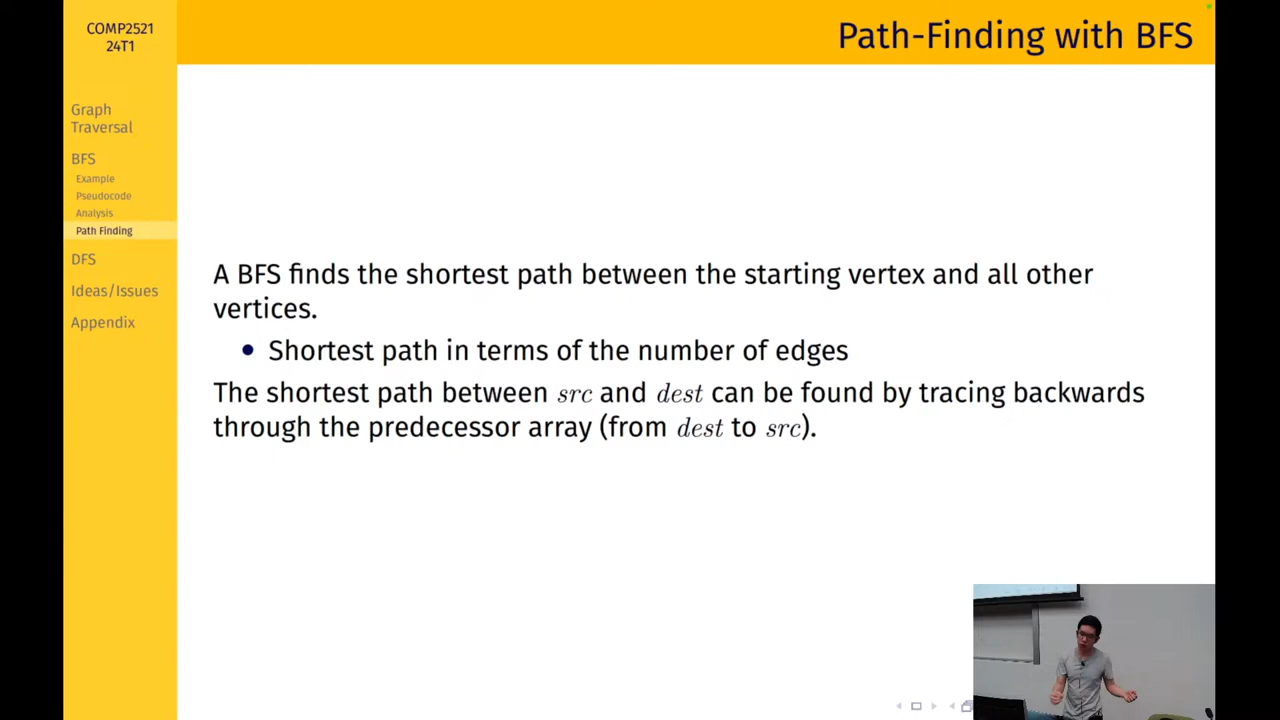 COMP2521
24T1
Path-Finding with BFS
Graph
Traversal
BFS
Example
Pseudocode
Analysis
Path Finding
DFS
Ideas/Issues
Appendix
A BFS finds the shortest path between the starting vertex and all other
vertices.
• Shortest path in terms of the number of edges
The shortest path between src and dest can be found by tracing backwards
through the predecessor array (from dest to src).